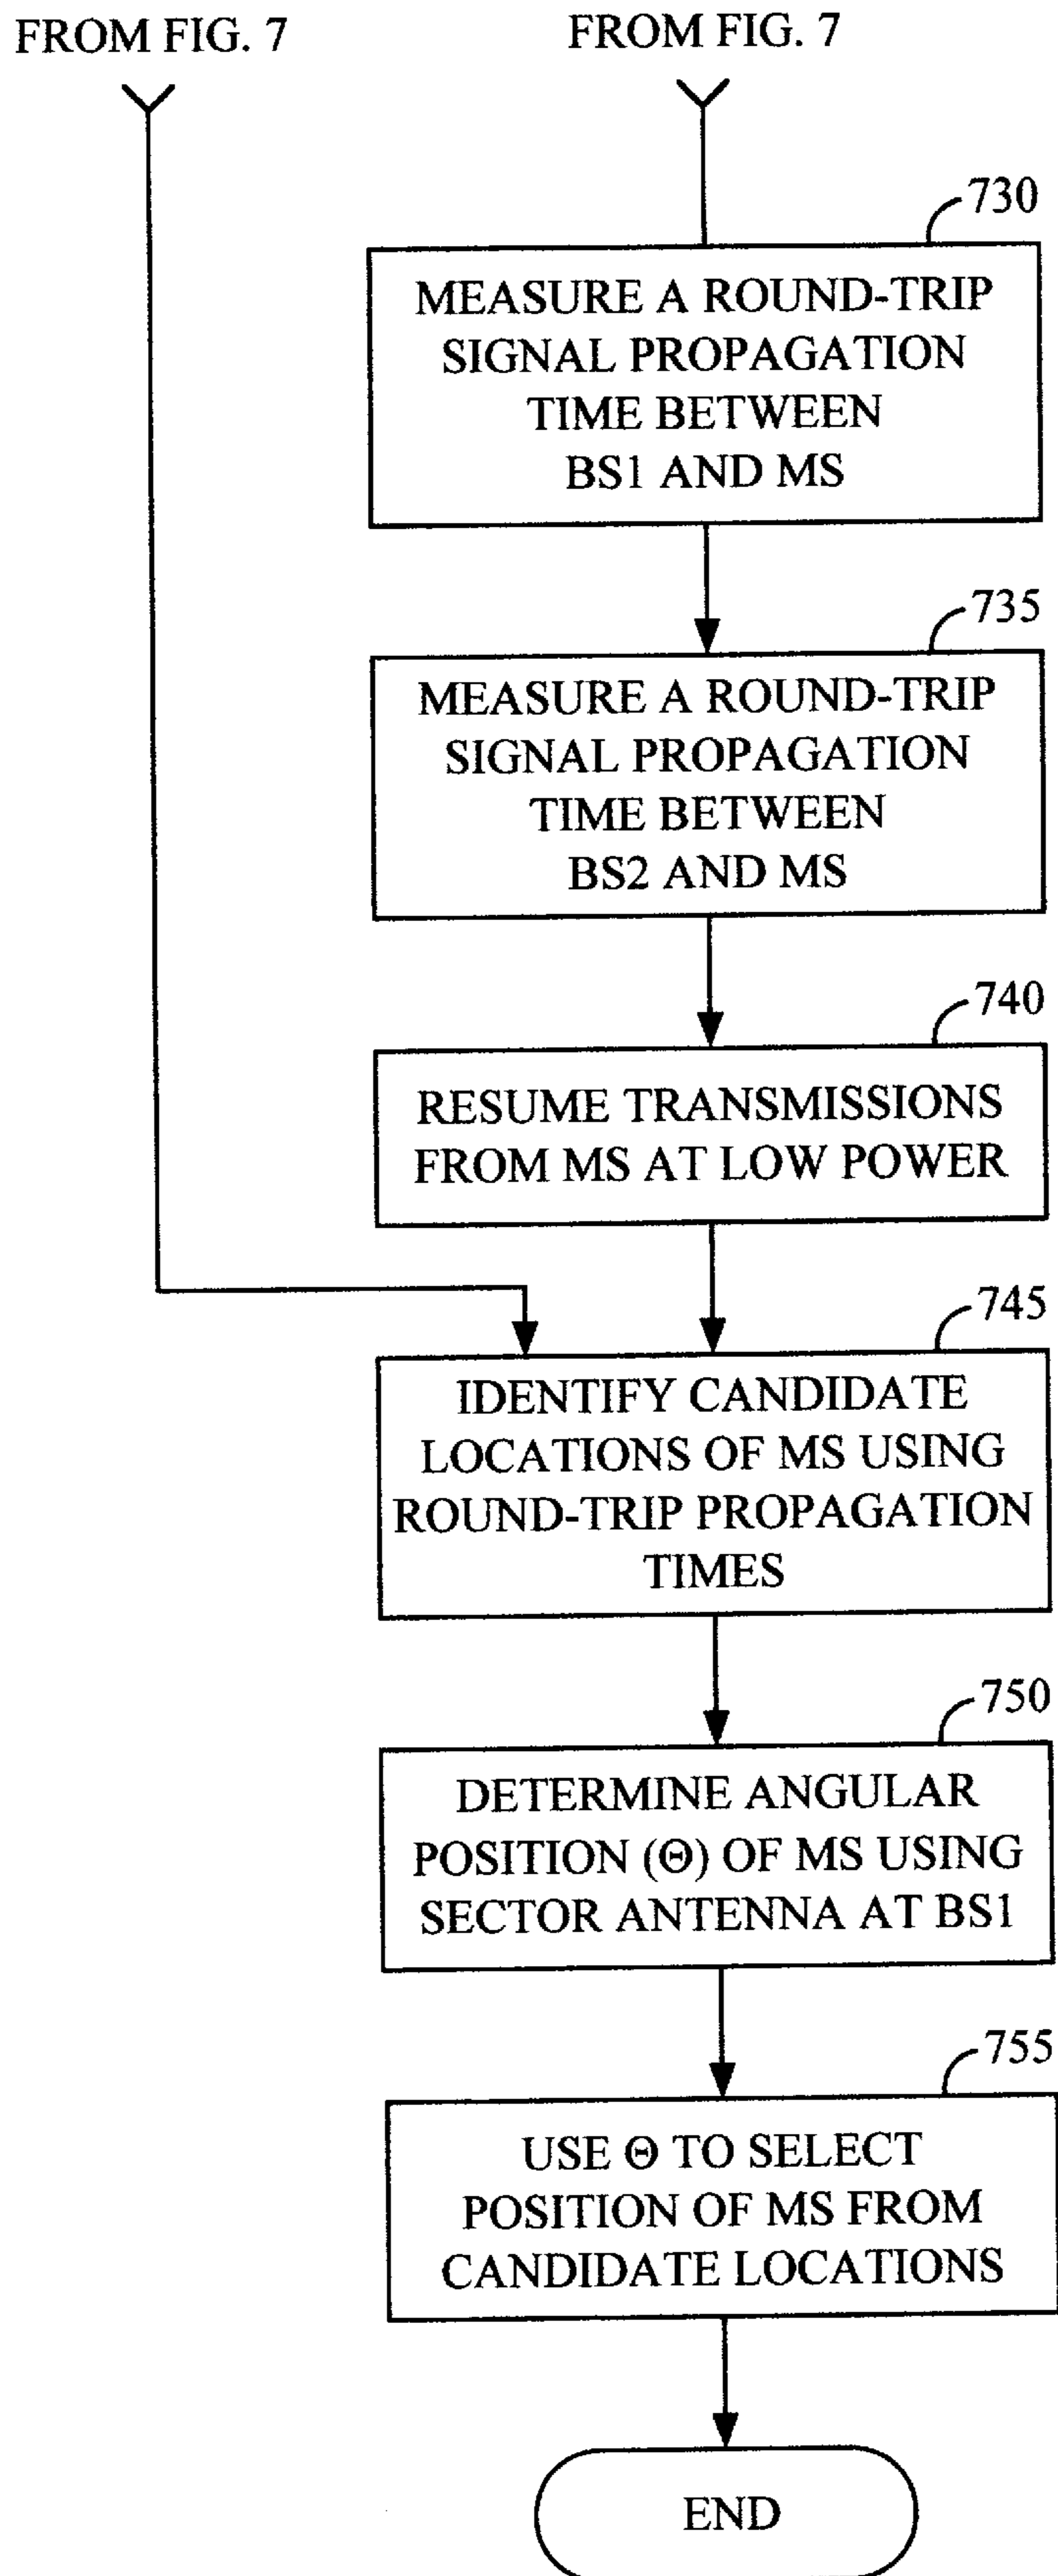 FROM FIG. 7
FROM FIG. 7
730
MEASURE A ROUND-TRIP
SIGNAL PROPAGATION
TIME BETWEEN
BS1 AND MS
735
MEASURE A ROUND-TRIP
SIGNAL PROPAGATION
TIME BETWEEN
BS2 AND MS
740
RESUME TRANSMISSIONS
FROM MS AT LOW POWER
745
IDENTIFY CANDIDATE
LOCATIONS OF MS USING
ROUND-TRIP PROPAGATION
TIMES
750
DETERMINE ANGULAR
POSITION (Θ) OF MS USING
SECTOR ANTENNA AT BS1
755
USE Θ TO SELECT
POSITION OF MS FROM
CANDIDATE LOCATIONS
END